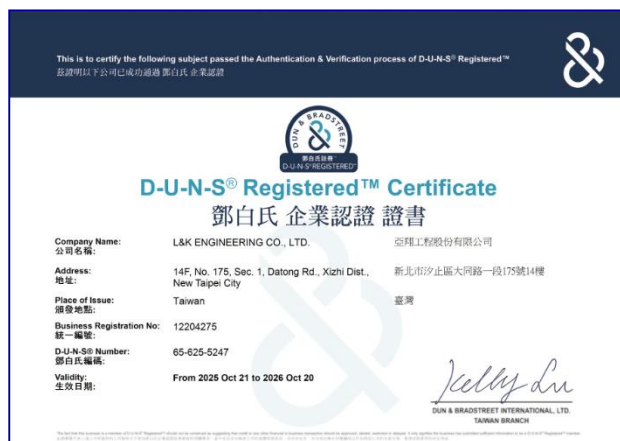 This is to certify the following subject passed the Authentication & Verification process of D-U-N-S® Registered™
茲證明以下公司已成功通過 鄧白氏 企業認證
DUN & BRADSTREET
鄧白氏註冊
D-U-N-S® REGISTERED™
D-U-N-S® Registered™ Certificate
鄧白氏 企業認證 證書
Company Name: L&K ENGINEERING CO., LTD. 亞翔工程股份有限公司
公司名稱:
Address: 14F, No. 175, Sec. 1, Datong Rd., Xizhi Dist., 新北市汐止區大同路一段175號14樓
地址: New Taipei City
Place of Issue: Taiwan 臺灣
頒發地點:
Business Registration No: 12204275
統一編號:
D-U-N-S® Number: 65-625-5247
鄧白氏編碼:
Validity: From 2025 Oct 21 to 2026 Oct 20
生效日期:
Kelly Lu
DUN & BRADSTREET INTERNATIONAL, LTD.
TAIWAN BRANCH